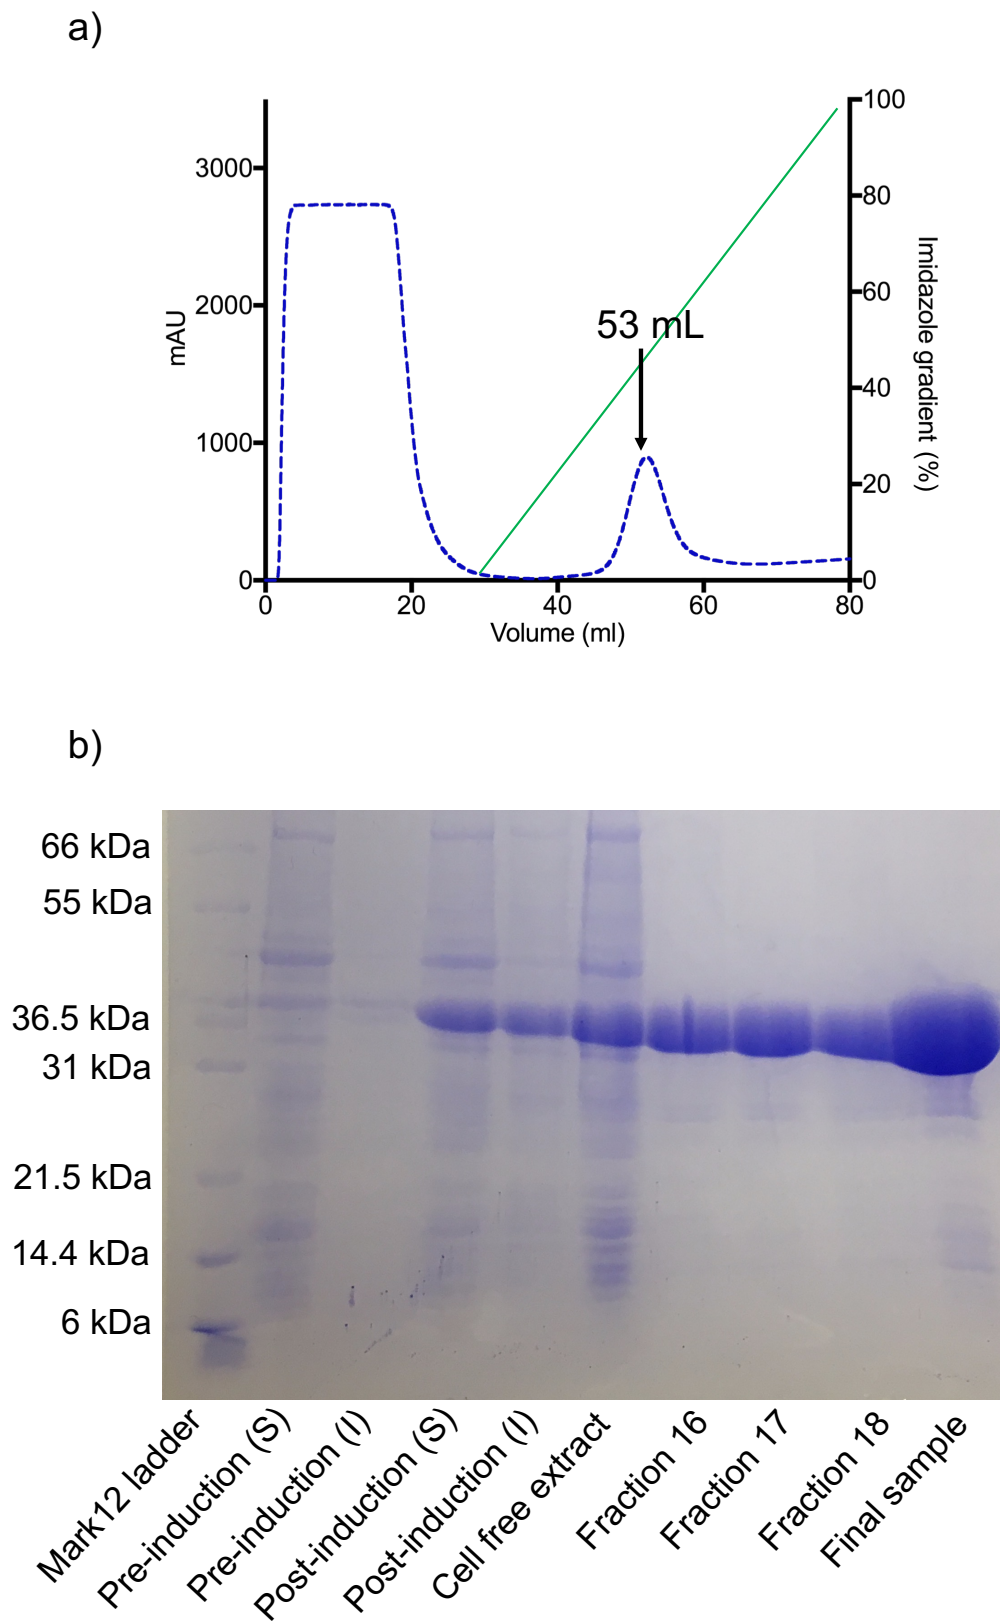 a)
100
3000
80
2000
60
53 mL
mAU
Imidazole gradient (%)
40
1000
20
0
0
0
20
40
60
80
Volume (ml)
b)
66 kDa
55 kDa
36.5 kDa
31 kDa
21.5 kDa
14.4 kDa
6 kDa
Mark12 ladder
Pre-induction (S)
Pre-induction (I)
Post-induction (S)
Post-induction (I)
Cell free extract
Fraction 16
Fraction 17
Fraction 18
Final sample